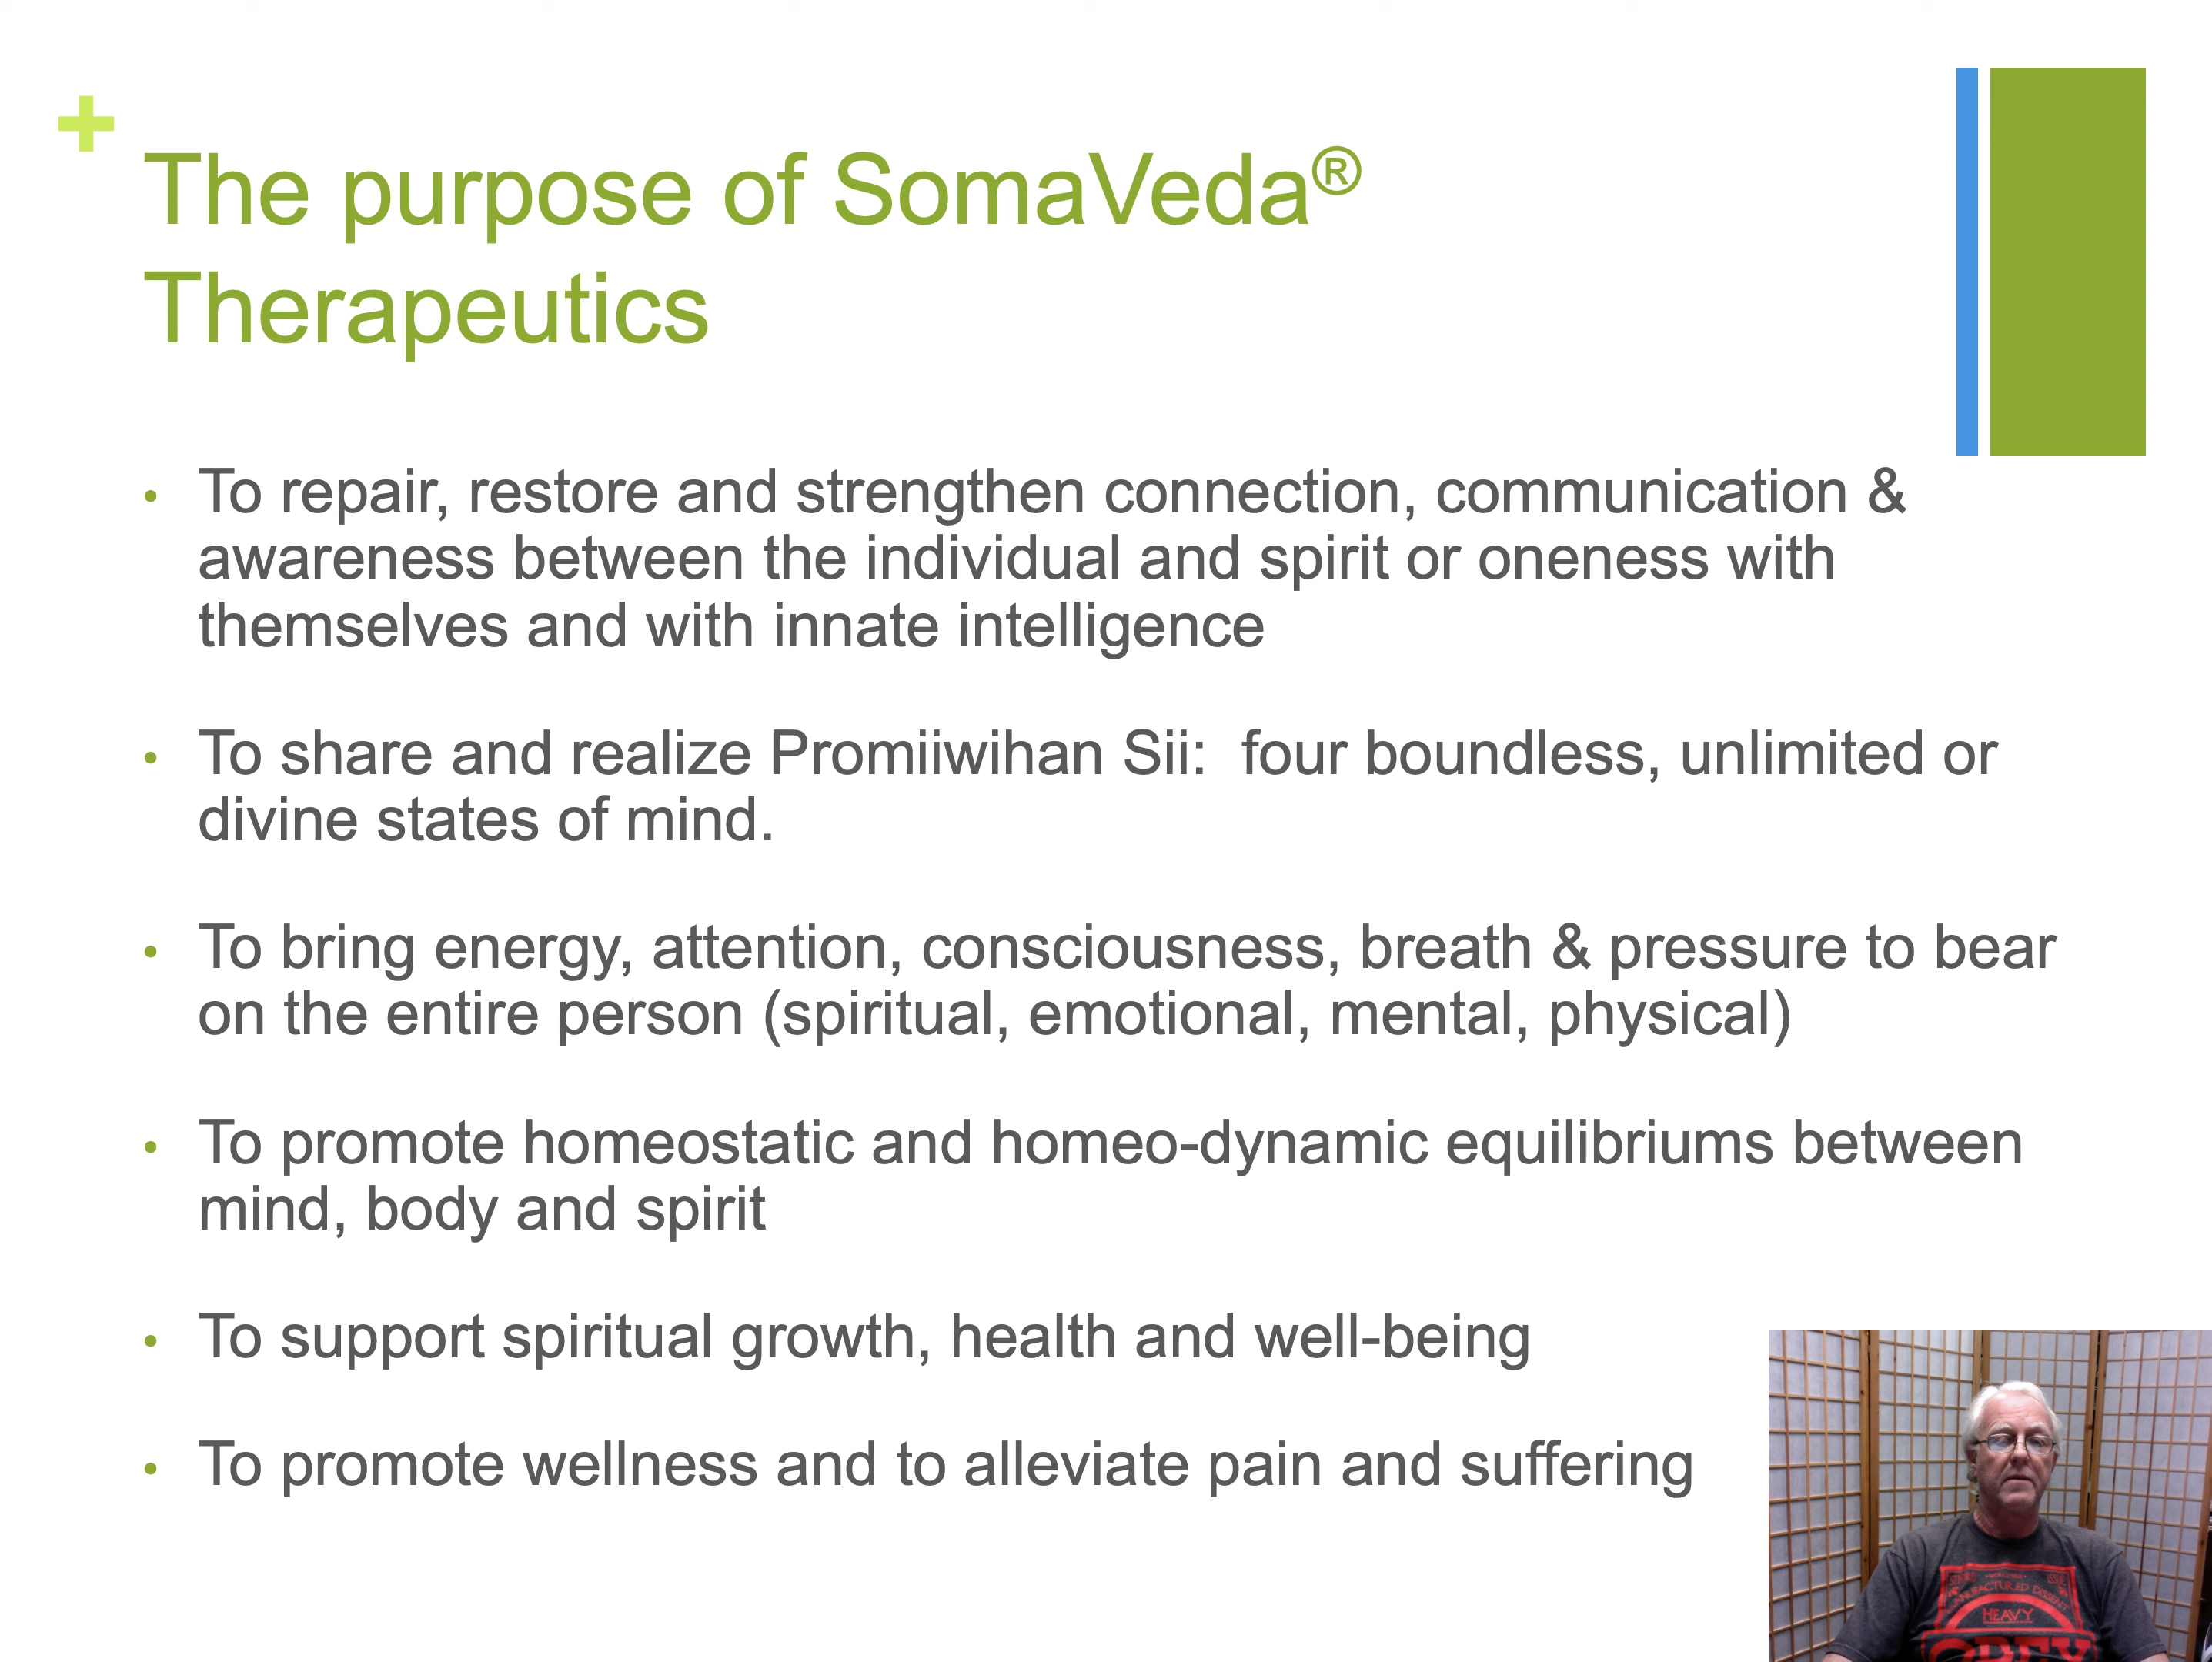 +
The purpose of SomaVeda®
Therapeutics
• To repair, restore and strengthen connection, communication &
awareness between the individual and spirit or oneness with
themselves and with innate intelligence
• To share and realize Promiiwihan Sii:  four boundless, unlimited or
divine states of mind.
• To bring energy, attention, consciousness, breath & pressure to bear
on the entire person (spiritual, emotional, mental, physical)
• To promote homeostatic and homeo-dynamic equilibriums between
mind, body and spirit
• To support spiritual growth, health and well-being
• To promote wellness and to alleviate pain and suffering
MANUFACTURED DISSENT
HEAVY
OBEY